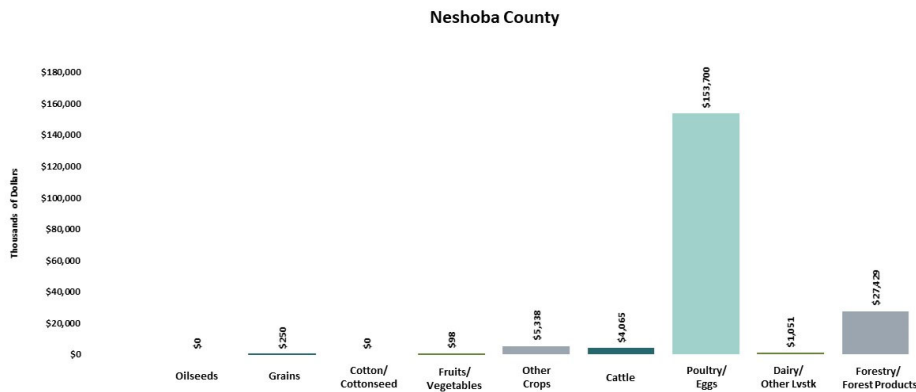 Neshoba County
Thousands of Dollars
$180,000
$160,000
$140,000
$120,000
$100,000
$80,000
$60,000
$40,000
$20,000
$0
$0
$250
$0
$98
$5,338
$4,065
$153,700
$1,051
$27,429
Oilseeds
Grains
Cotton/
Cottonseed
Fruits/
Vegetables
Other
Crops
Cattle
Poultry/
Eggs
Dairy/
Other Lvstk
Forestry/
Forest Products